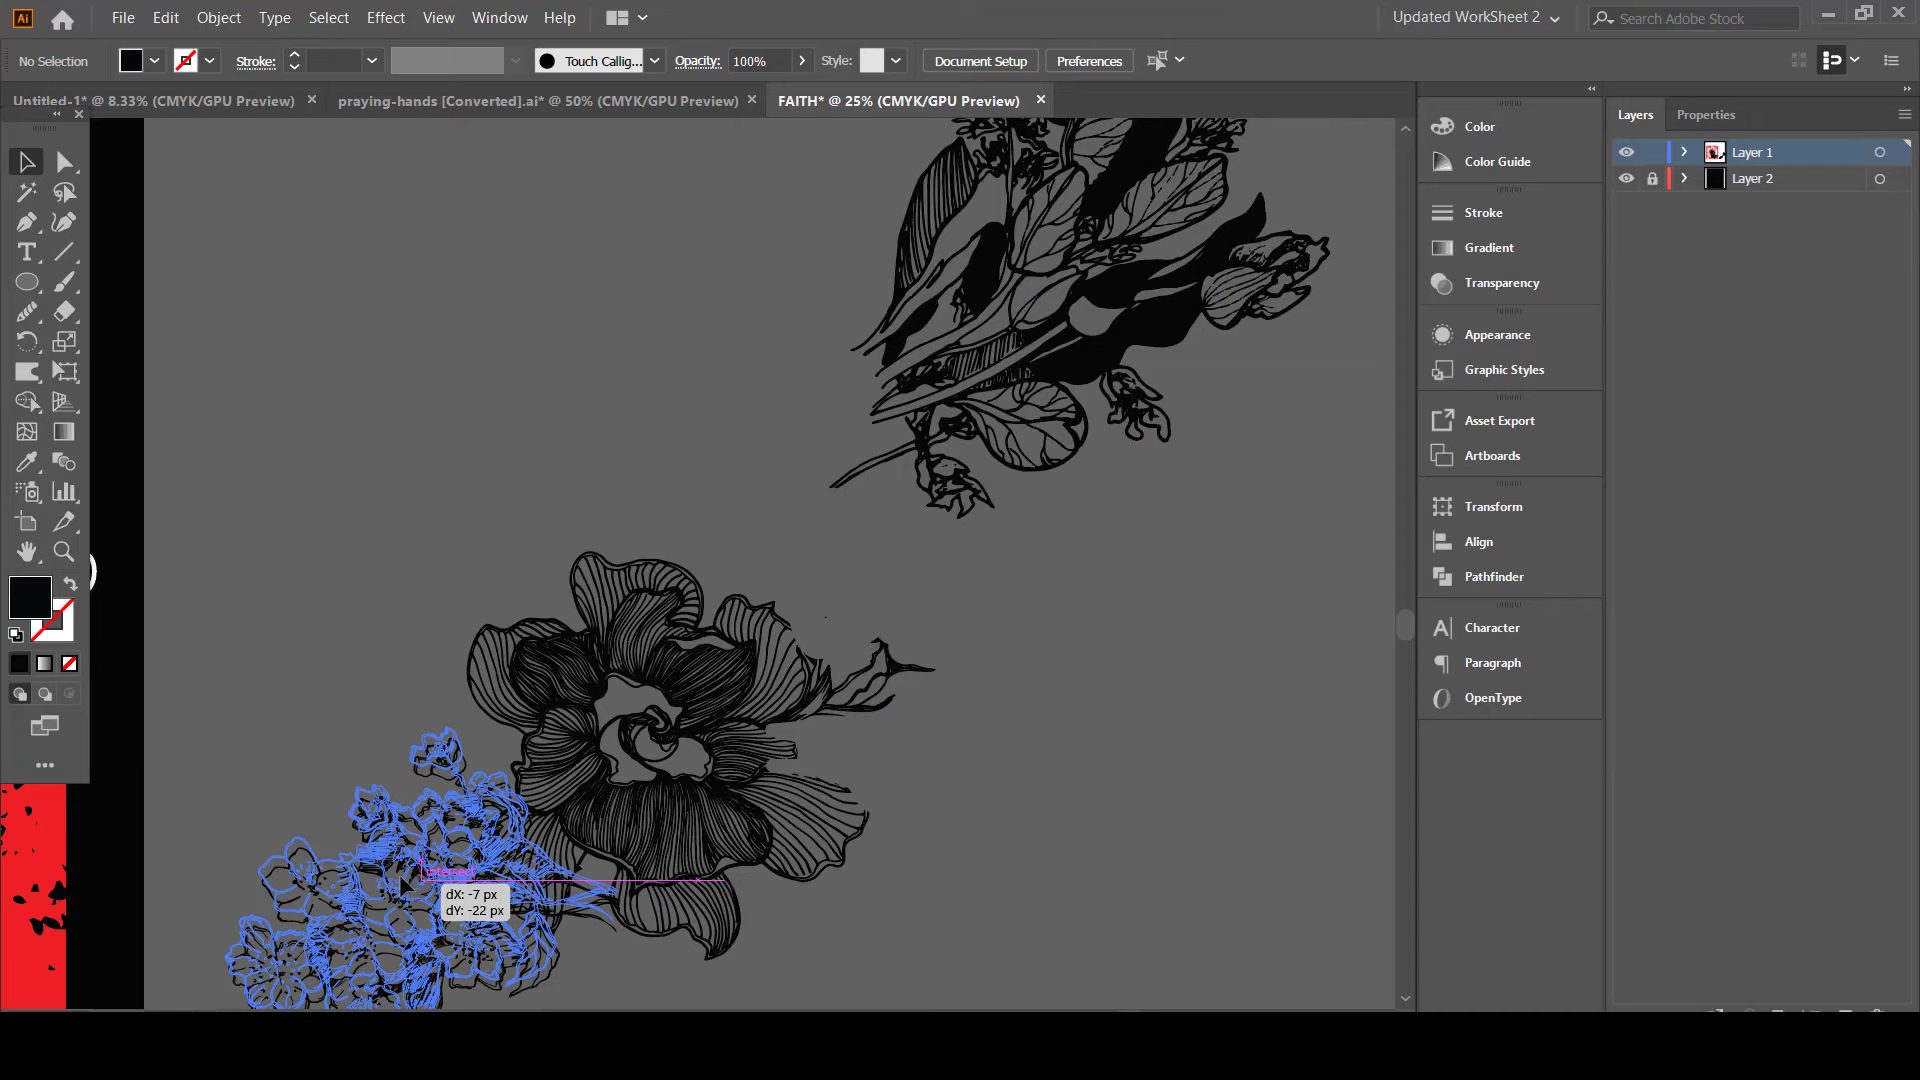 Ai File Edit Object Type Select Effect View Window Help Updated WorkSheet 2 Search Adobe Stock
No Selection Stroke: Touch Callig... Opacity: 100% Style: Document Setup Preferences
Untitled-1* @ 8.33% (CMYK/GPU Preview) praying-hands [Converted].ai* @ 50% (CMYK/GPU Preview) FAITH* @ 25% (CMYK/GPU Preview)
Layers Properties
Color
Color Guide
Stroke
Gradient
Transparency
Appearance
Graphic Styles
Asset Export
Artboards
Transform
Align
Pathfinder
Character
Paragraph
OpenType
Layer 1
Layer 2
intersect
dX: -7 px
dY: -22 px